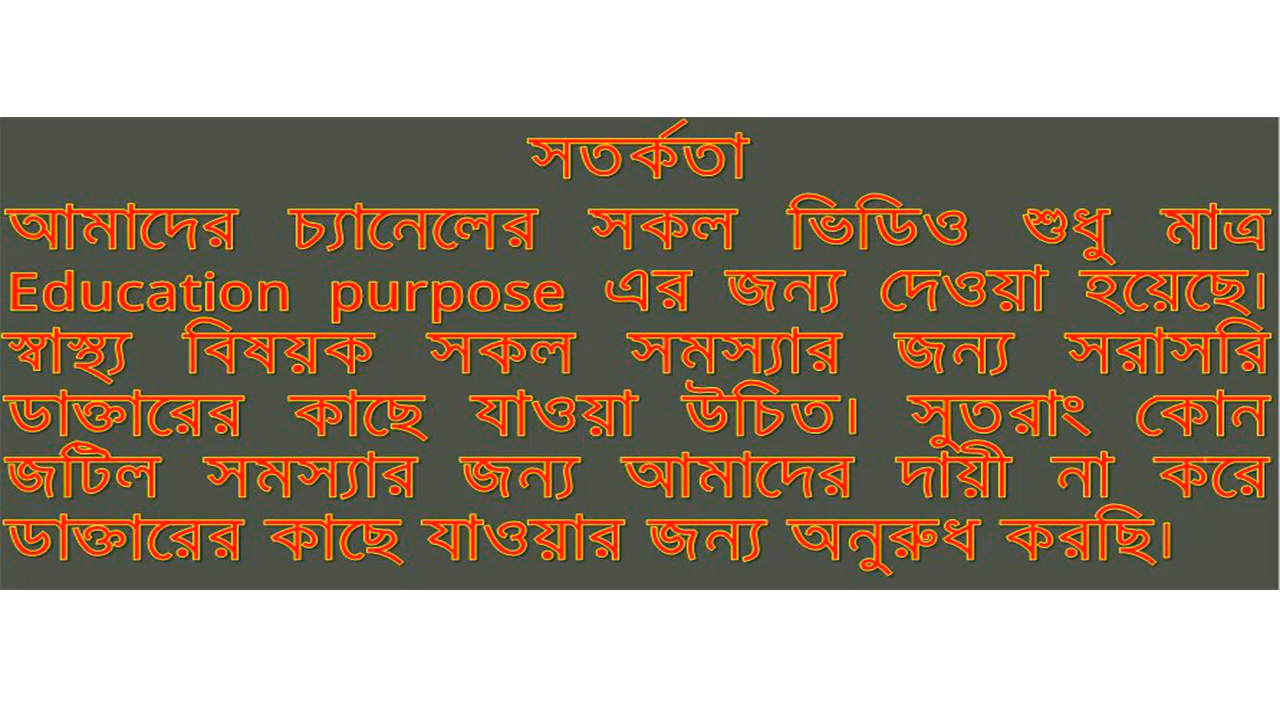 সতর্কতা
আমাদের চ্যানেলের সকল ভিডিও শুধু মাত্র
Education purpose এর জন্য দেওয়া হয়েছে।
স্বাস্থ্য বিষয়ক সকল সমস্যার জন্য সরাসরি
ডাক্তারের কাছে যাওয়া উচিত। সুতরাং কোন
জটিল সমস্যার জন্য আমাদের দায়ী না করে
ডাক্তারের কাছে যাওয়ার জন্য অনুরুধ করছি।